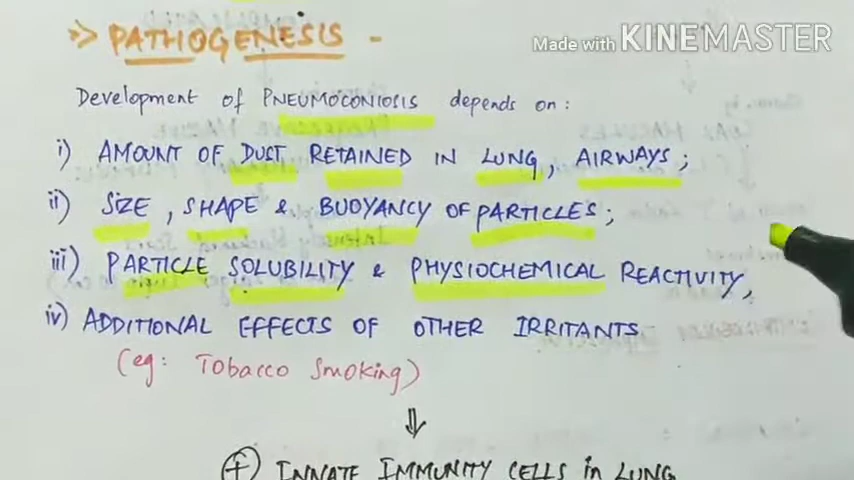 Made with KINEMASTER
⇒ PATHOGENESIS -
Development of PNEUMOCONIOSIS depends on:
i) AMOUNT OF DUST RETAINED IN LUNG, AIRWAYS;
ii) SIZE, SHAPE & BUOYANCY OF PARTICLES;
iii) PARTICLE SOLUBILITY & PHYSIOCHEMICAL REACTIVITY,
iv) ADDITIONAL EFFECTS OF OTHER IRRITANTS
(eg: Tobacco Smoking)
⇓
⊕ INNATE IMMUNITY CELLS in LUNG